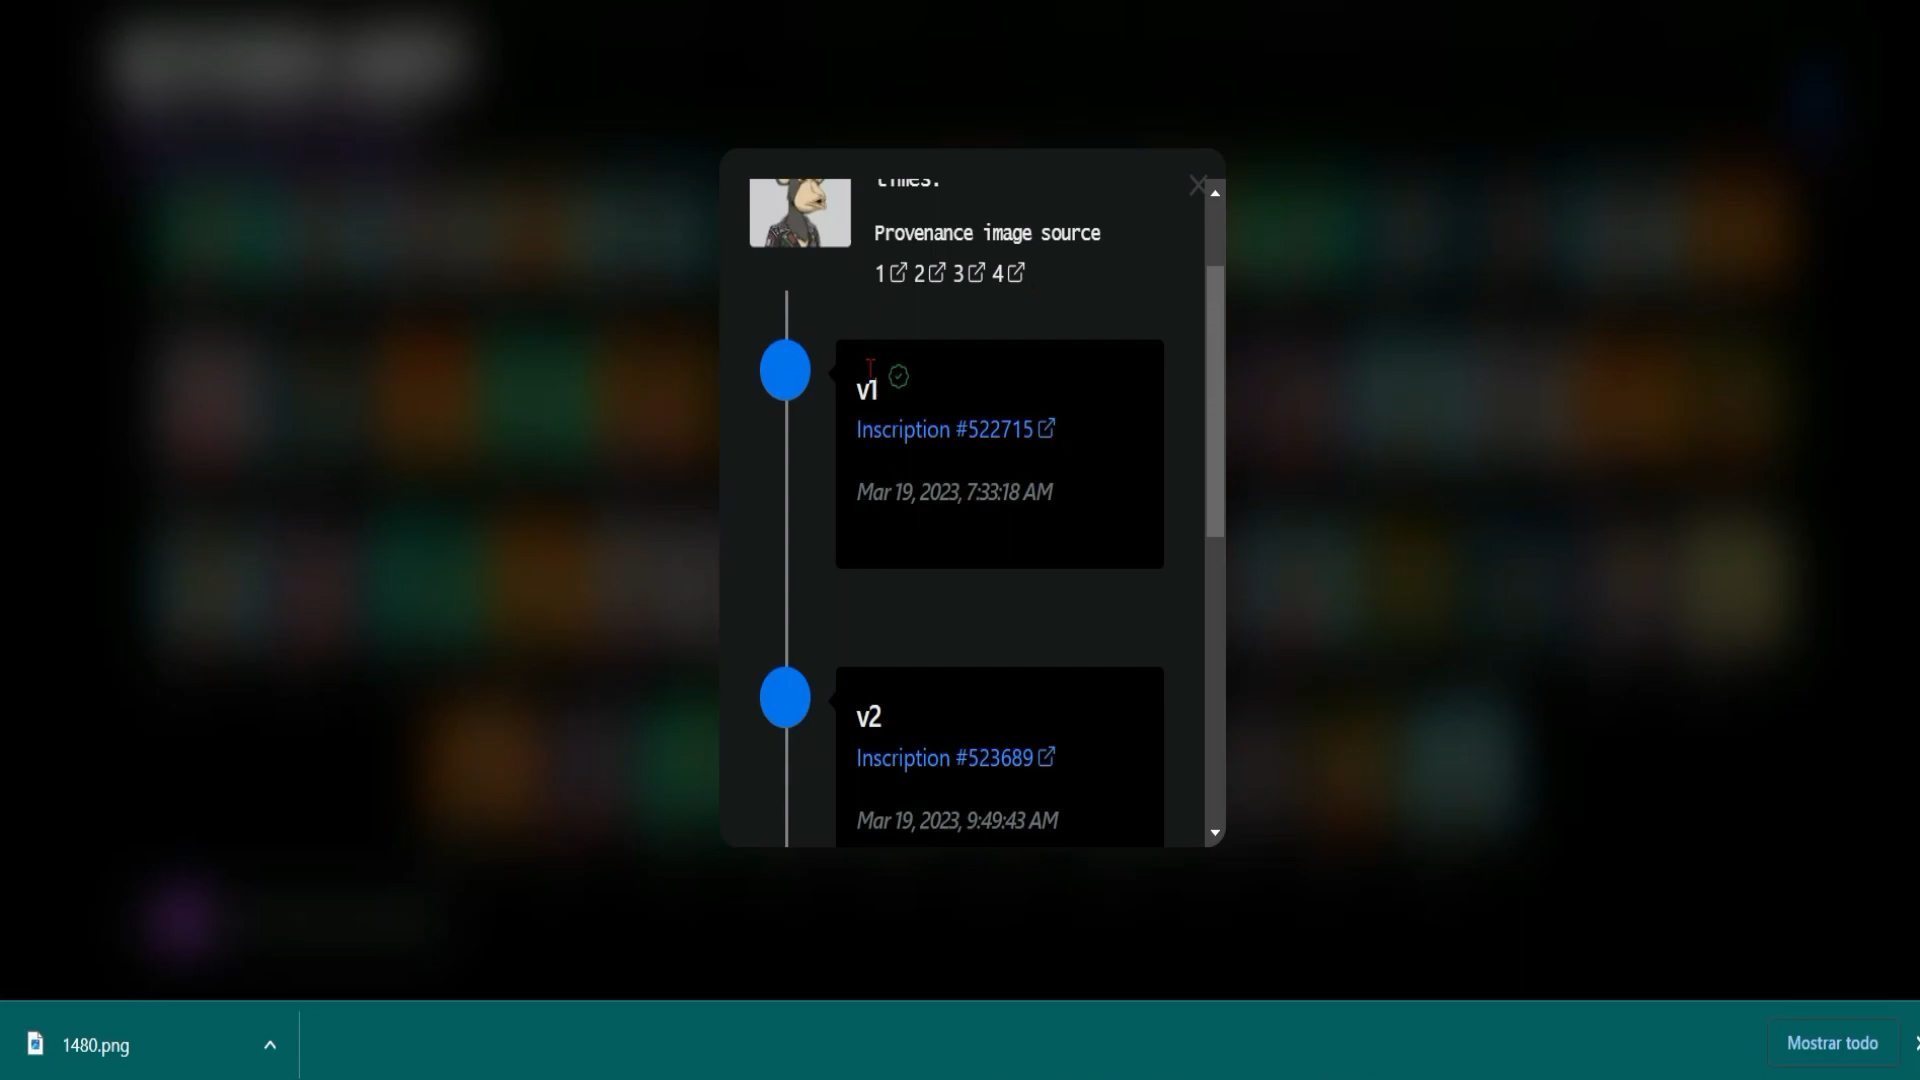 times.
Provenance image source
1 2 3 4
v1
Inscription #522715
Mar 19, 2023, 7:33:18 AM
v2
Inscription #523689
Mar 19, 2023, 9:49:43 AM
1480.png
Mostrar todo